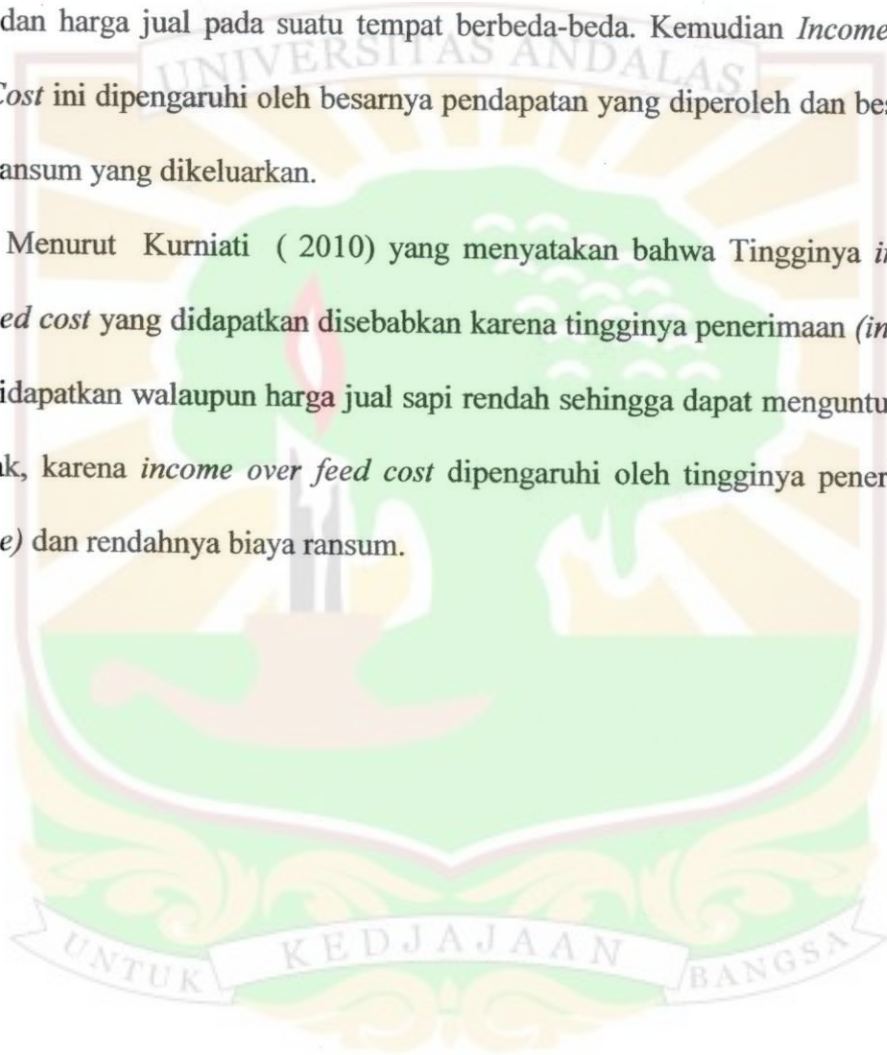 dan harga jual pada suatu tempat berbeda-beda. Kemudian Income
UNIVERSITAS ANDALAS
Cost ini dipengaruhi oleh besarnya pendapatan yang diperoleh dan
ansum yang dikeluarkan.
Menurut Kurniati ( 2010) yang menyatakan bahwa Tingginya
ed cost yang didapatkan disebabkan karena tingginya penerimaan (in
idapatkan walaupun harga jual sapi rendah sehingga dapat menguntu
ak, karena income over feed cost dipengaruhi oleh tingginya pener
e) dan rendahnya biaya ransum.
UNTUK KEDJAJAAN BANGSA